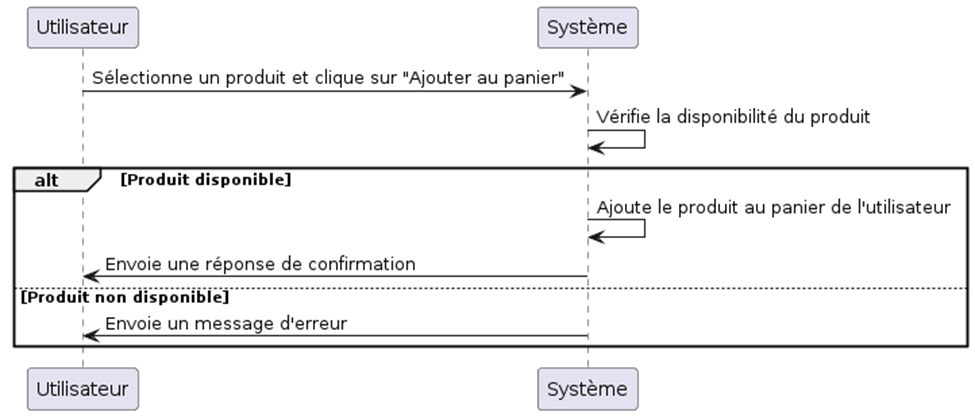 Utilisateur
Système
Sélectionne un produit et clique sur "Ajouter au panier"
Vérifie la disponibilité du produit
alt
[Produit disponible]
Ajoute le produit au panier de l'utilisateur
Envoie une réponse de confirmation
[Produit non disponible]
Envoie un message d'erreur
Utilisateur
Système